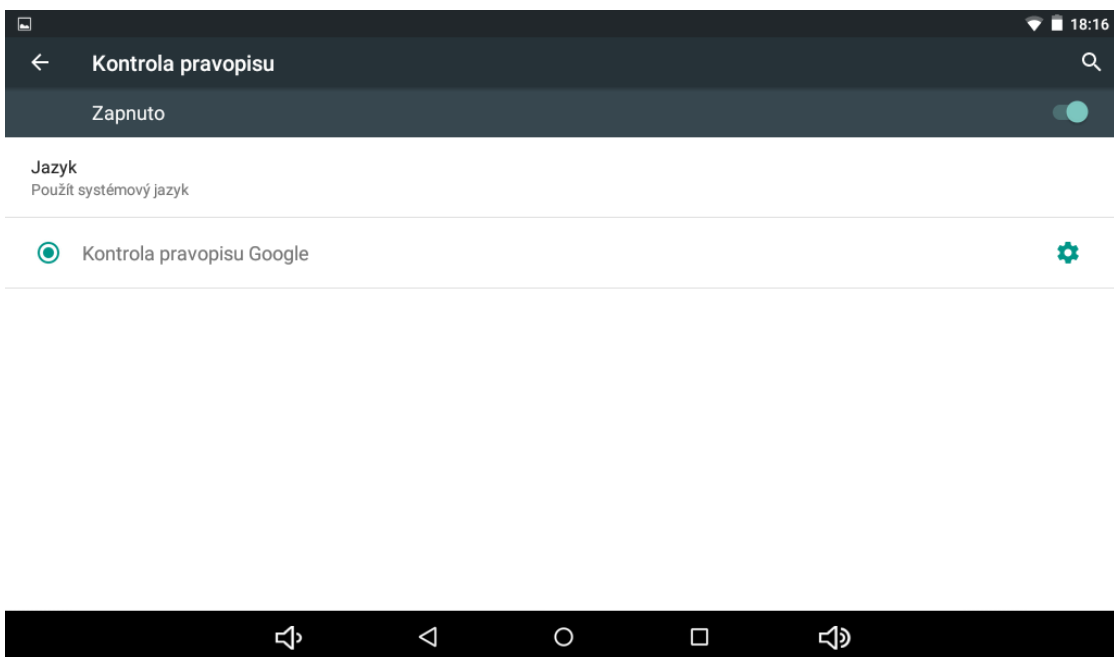 18:16
Kontrola pravopisu
Zapnuto
Jazyk
Použít systémový jazyk
Kontrola pravopisu Google